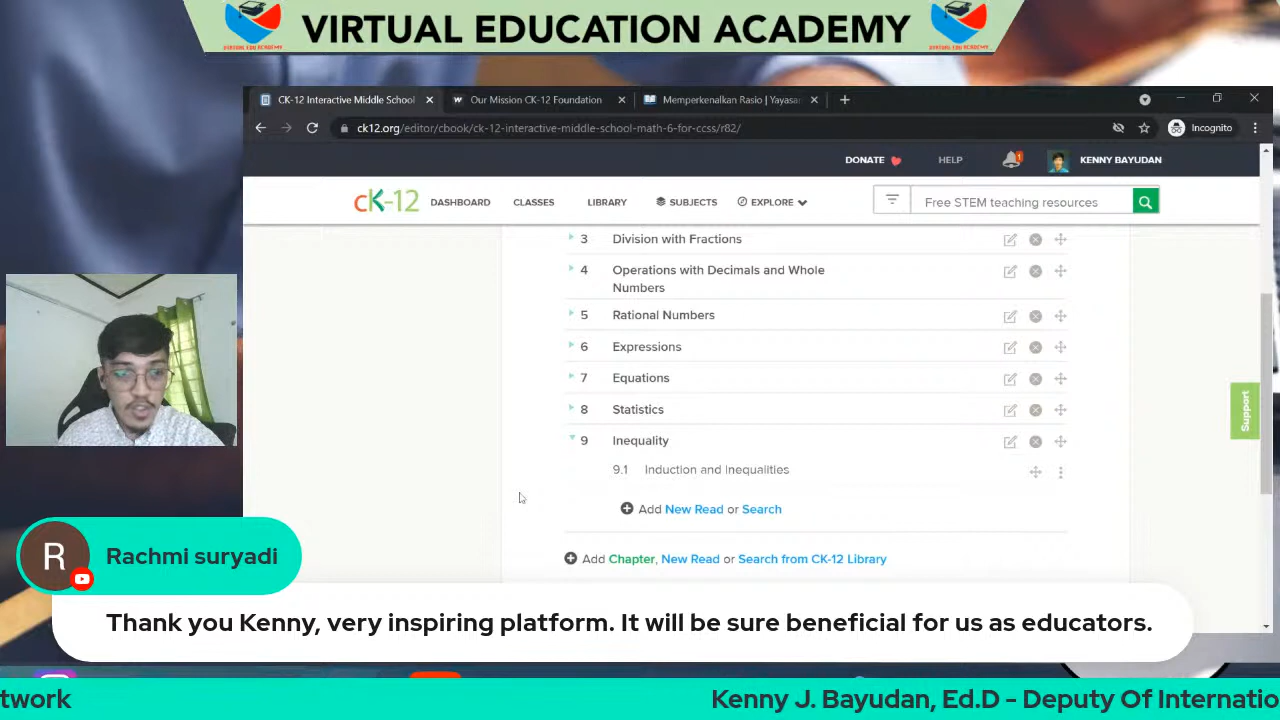 VIRTUAL EDUCATION ACADEMY
CK-12 Interactive Middle School
Our Mission CK-12 Foundation
Memperkenalkan Rasio | Yayasan
ck12.org/editor/cbook/ck-12-interactive-middle-school-math-6-for-ccss/r82/
Incognito
DONATE
HELP
1
KENNY BAYUDAN
cK-12
DASHBOARD
CLASSES
LIBRARY
SUBJECTS
EXPLORE
Free STEM teaching resources
3 Division with Fractions
4 Operations with Decimals and Whole
Numbers
5 Rational Numbers
6 Expressions
7 Equations
8 Statistics
9 Inequality
9.1 Induction and Inequalities
Add New Read or Search
Add Chapter, New Read or Search from CK-12 Library
Support
R
Rachmi suryadi
Thank you Kenny, very inspiring platform. It will be sure beneficial for us as educators.
twork
Kenny J. Bayudan, Ed.D - Deputy Of Internatio